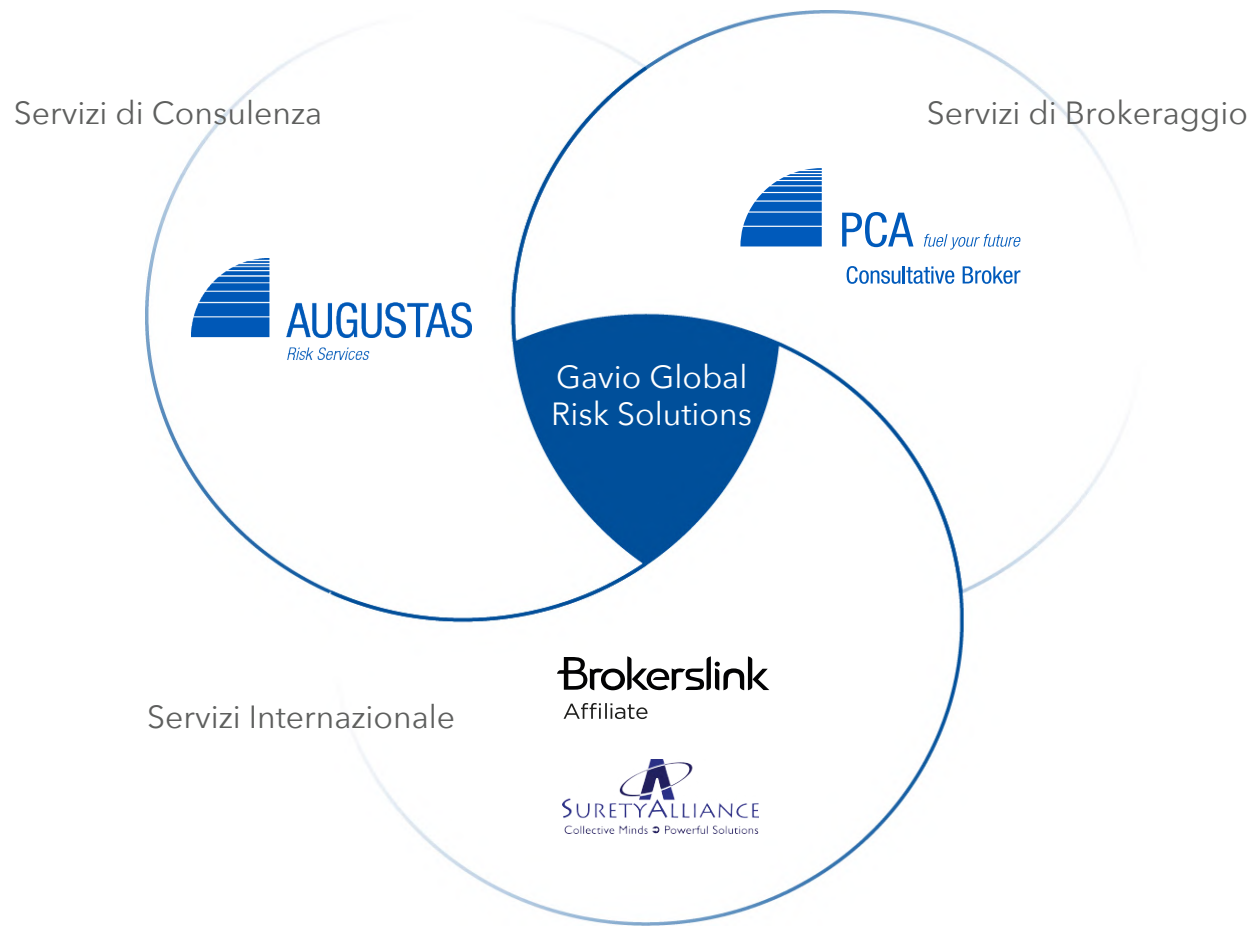 Servizi di Consulenza
Servizi di Brokeraggio
PCA fuel your future
Consultative Broker
AUGUSTAS
Risk Services
Gavio Global
Risk Solutions
Brokerslink
Affiliate
Servizi Internazionale
SURETYALLIANCE
Collective Minds Powerful Solutions